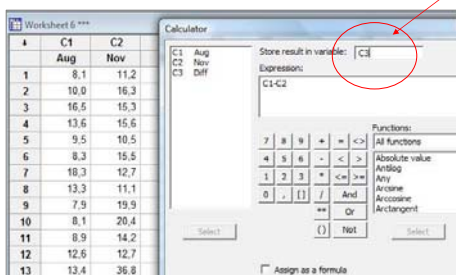 Worksheet 6 ***
C1 C2
Aug Nov
1 8,1 11,2
2 10,0 16,3
3 16,5 15,3
4 13,6 15,6
5 9,5 10,5
6 8,3 15,5
7 18,3 12,7
8 13,3 11,1
9 7,9 19,9
10 8,1 20,4
11 8,9 14,2
12 12,6 12,7
13 13,4 36,8
Calculator
C1 Aug
C2 Nov
C3 Diff
Store result in variable: C3
Expression:
C1-C2
Functions:
7 8 9 + = <> All functions
4 5 6 - < > Absolute value
Antilog
1 2 3 * <= >= Any
Arcsine
0 , [] / And Arccosine
Arctangent
** Or
() Not
Select Select
Assign as a formula